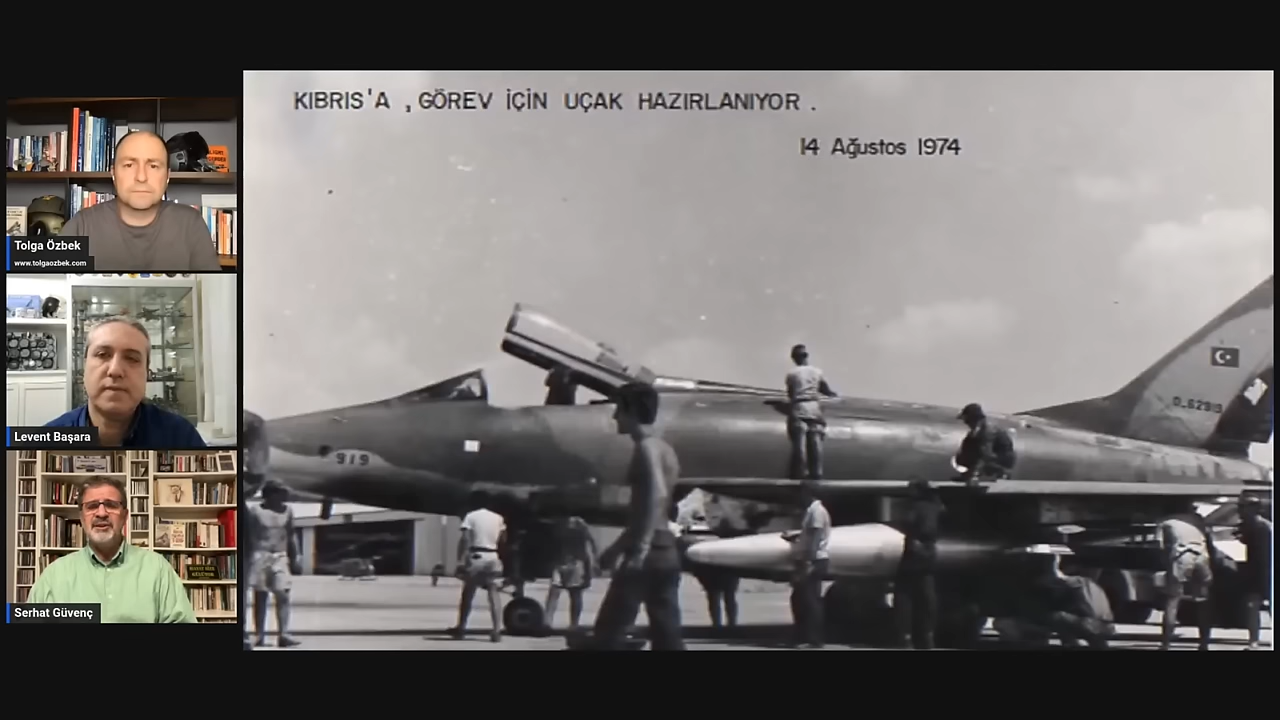 KIBRIS'A , GÖREV İÇİN UÇAK HAZIRLANIYOR .
14 Ağustos 1974
Tolga Özbek
www.tolgaozbek.com
Levent Başara
Serhat Güvenç
919